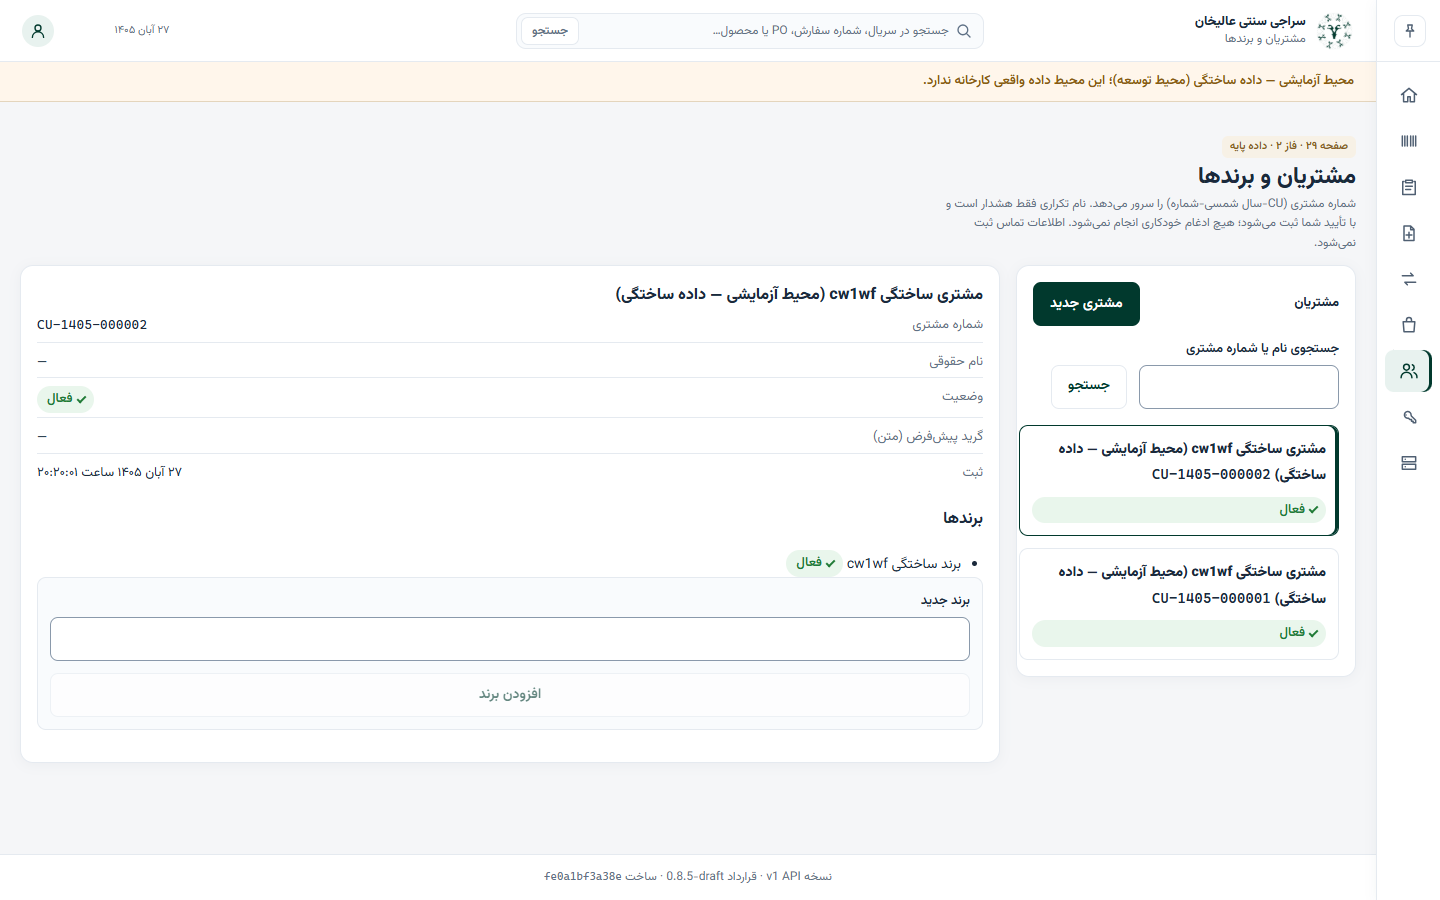 سراجی سنتی عالیخان
مشتریان و برندها
جستجو در سریال، شماره سفارش، PO یا محصول...
جستجو
۲۷ آبان ۱۴۰۵
محیط آزمایشی — داده ساختگی (محیط توسعه)؛ این محیط داده واقعی کارخانه ندارد.
صفحه ۲۹ · فاز ۲ · داده پایه
مشتریان و برندها
شماره مشتری (CU-سال شمسی-شماره) را سرور می‌دهد. نام تکراری فقط هشدار است و
با تأیید شما ثبت می‌شود؛ هیچ ادغام خودکاری انجام نمی‌شود. اطلاعات تماس ثبت
نمی‌شود.
مشتریان
مشتری جدید
جستجوی نام یا شماره مشتری
جستجو
مشتری ساختگی cw1wf (محیط آزمایشی — داده
ساختگی) CU-1405-000002
فعال
مشتری ساختگی cw1wf (محیط آزمایشی — داده
ساختگی) CU-1405-000001
فعال
مشتری ساختگی cw1wf (محیط آزمایشی — داده ساختگی)
شماره مشتری CU-1405-000002
نام حقوقی —
وضعیت فعال
گرید پیش‌فرض (متن) —
ثبت ۲۷ آبان ۱۴۰۵ ساعت ۲۰:۲۰:۰۱
برندها
برند ساختگی cw1wf فعال
برند جدید
افزودن برند
نسخه v1 API · قرارداد 0.8.5-draft · ساخت fe0a1bf3a38e